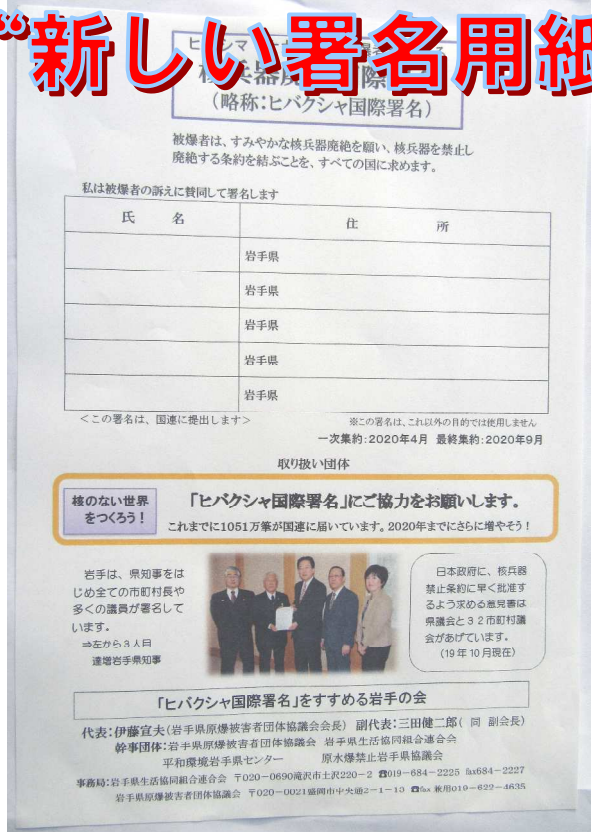 “新しい署名用紙
核兵器廃
(略称：ヒバクシャ国際署名)
被爆者は、すみやかな核兵器廃絶を願い、核兵器を禁止し
廃絶する条約を結ぶことを、すべての国に求めます。
私は被爆者の訴えに賛同して署名します
氏 名 住 所
岩手県
岩手県
岩手県
岩手県
岩手県
＜この署名は、国連に提出します＞ ※この署名は、これ以外の目的では使用しません
一次集約：2020年4月 最終集約：2020年9月
取り扱い団体
核のない世界
をつくろう！
「ヒバクシャ国際署名」にご協力をお願いします。
これまでに1051万筆が国連に届いています。2020年までにさらに増やそう！
岩手は、県知事をは
じめ全ての市町村長や
多くの議員が署名して
います。
⇒左から3人目
達増岩手県知事
日本政府に、核兵器
禁止条約に早く批准す
るよう求める意見書は
県議会と32市町村議
会があげています。
（19年10月現在）
「ヒバクシャ国際署名」をすすめる岩手の会
代表：伊藤宣夫（岩手県原爆被害者団体協議会会長） 副代表：三田健二郎（ 同 副会長）
幹事団体：岩手県原爆被害者団体協議会 岩手県生活協同組合連合会
平和環境岩手県センター 原水爆禁止岩手県協議会
事務局：岩手県生活協同組合連合会 〒020－0690滝沢市土沢220－2 ☎019－684－2225 fax684－2227
岩手県原爆被害者団体協議会 〒020－0021盛岡市中央通2－1－10 ☎fax 兼用019－622－4635